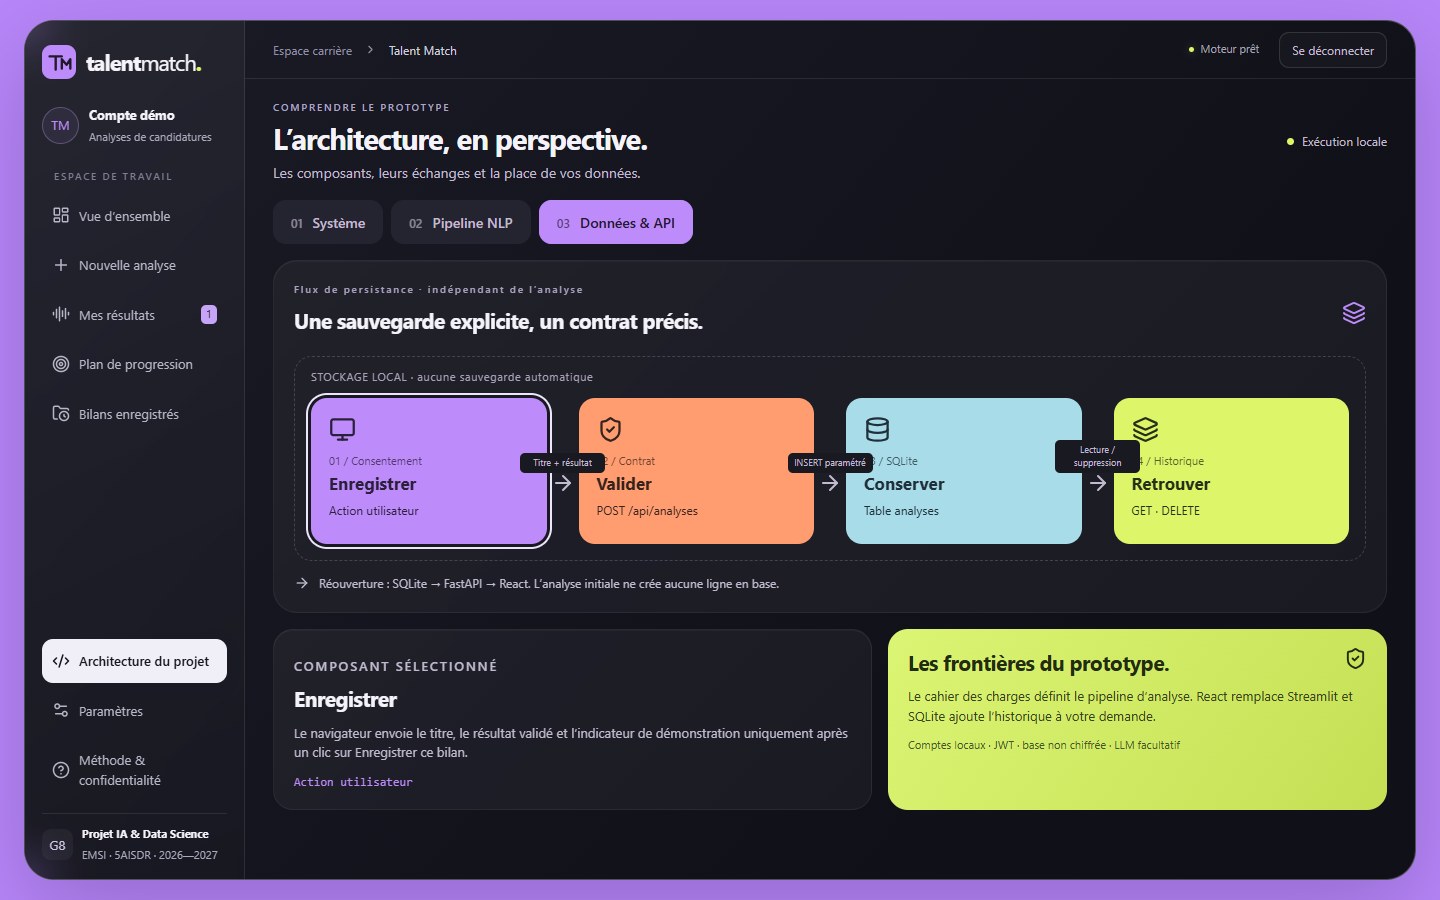 TM talentmatch.
TM
Compte démo
Analyses de candidatures
ESPACE DE TRAVAIL
Vue d'ensemble
Nouvelle analyse
Mes résultats 1
Plan de progression
Bilans enregistrés
Architecture du projet
Paramètres
Méthode &
confidentialité
G8
Projet IA & Data Science
EMSI · 5AISDR · 2026—2027
Espace carrière > Talent Match
Moteur prêt
Se déconnecter
COMPRENDRE LE PROTOTYPE
L'architecture, en perspective.
Les composants, leurs échanges et la place de vos données.
Exécution locale
01 Système
02 Pipeline NLP
03 Données & API
Flux de persistance · indépendant de l'analyse
Une sauvegarde explicite, un contrat précis.
STOCKAGE LOCAL · aucune sauvegarde automatique
01 / Consentement
Enregistrer
Action utilisateur
Titre + résultat
2 / Contrat
Valider
POST /api/analyses
INSERT paramétré
/ SQLite
Conserver
Table analyses
Lecture /
suppression
/ Historique
Retrouver
GET · DELETE
→ Réouverture : SQLite → FastAPI → React. L'analyse initiale ne crée aucune ligne en base.
COMPOSANT SÉLECTIONNÉ
Enregistrer
Le navigateur envoie le titre, le résultat validé et l'indicateur de démonstration uniquement après
un clic sur Enregistrer ce bilan.
Action utilisateur
Les frontières du prototype.
Le cahier des charges définit le pipeline d'analyse. React remplace Streamlit et
SQLite ajoute l'historique à votre demande.
Comptes locaux · JWT · base non chiffrée · LLM facultatif